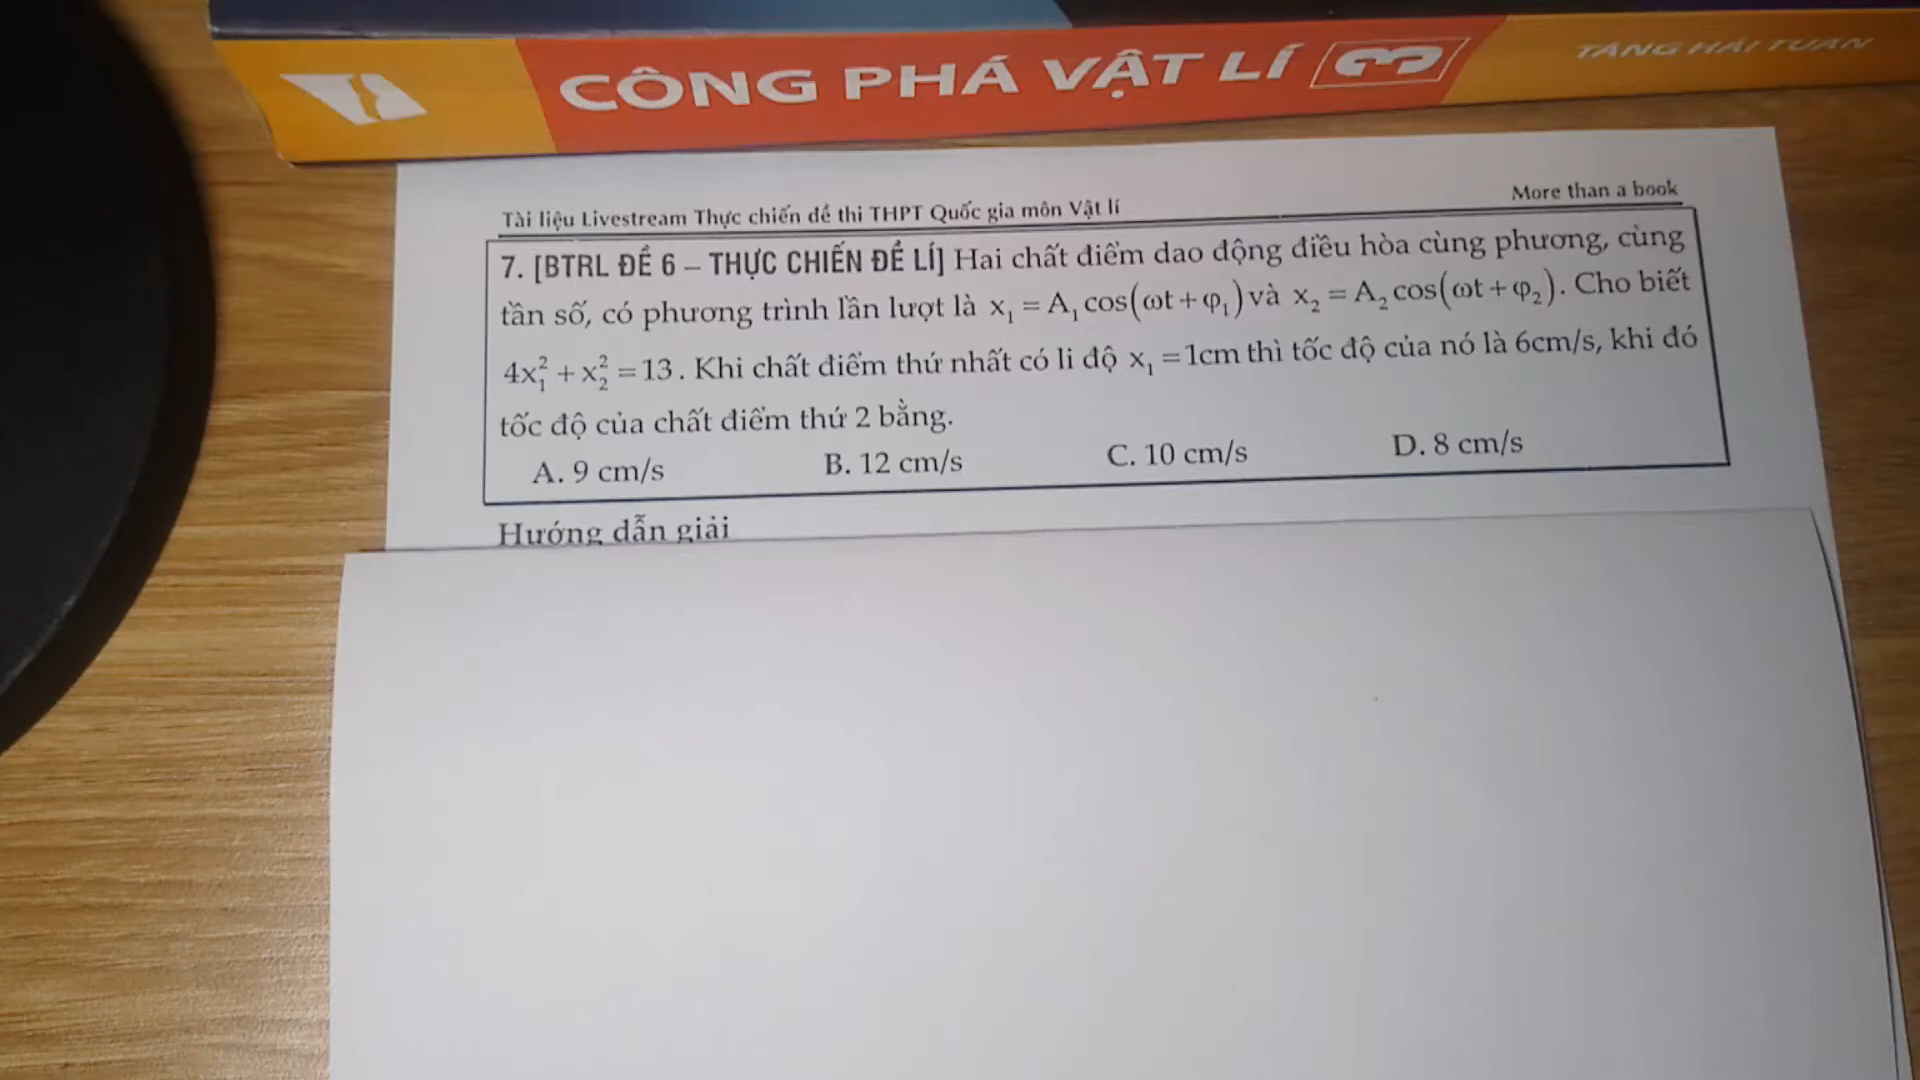 CÔNG PHÁ VẬT LÍ 3
TĂNG HẢI TUÂN
Tài liệu Livestream Thực chiến đề thi THPT Quốc gia môn Vật lí
More than a book
7. [BTRL ĐỀ 6 – THỰC CHIẾN ĐỀ LÍ] Hai chất điểm dao động điều hòa cùng phương, cùng
tần số, có phương trình lần lượt là x₁ = A₁ cos(ωt + φ₁) và x₂ = A₂ cos(ωt + φ₂). Cho biết
4x₁² + x₂² = 13. Khi chất điểm thứ nhất có li độ x₁ = 1cm thì tốc độ của nó là 6cm/s, khi đó
tốc độ của chất điểm thứ 2 bằng.
A. 9 cm/s B. 12 cm/s C. 10 cm/s D. 8 cm/s
Hướng dẫn giải